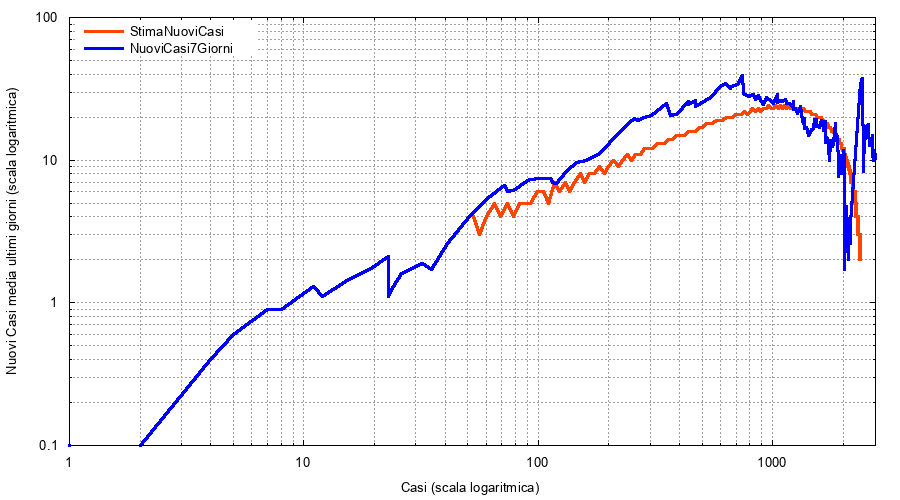 100
StimaNuoviCasi
NuoviCasi7Giorni
10
1
0.1
Nuovi Casi media ultimi giorni (scala logaritmica)
1
10
100
1000
Casi (scala logaritmica)